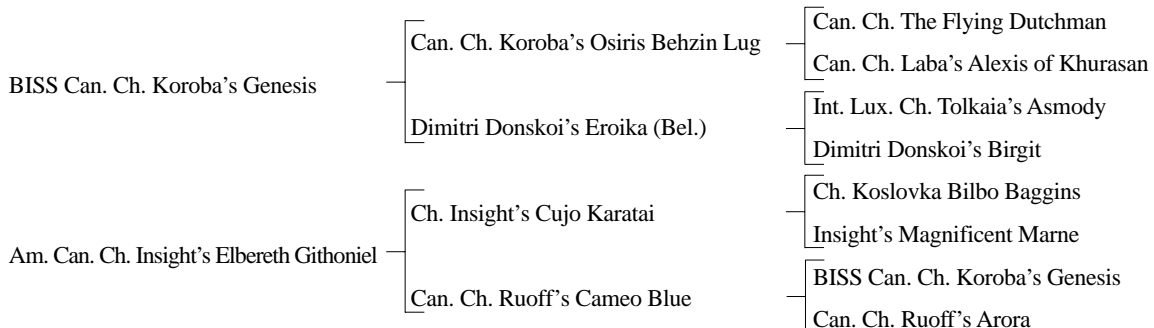 Can. Ch. The Flying Dutchman
Can. Ch. Koroba’s Osiris Behzin Lug
Can. Ch. Laba’s Alexis of Khurasan
BISS Can. Ch. Koroba’s Genesis
Int. Lux. Ch. Tolkaia’s Asmody
Dimitri Donskoi’s Eroika (Bel.)
Dimitri Donskoi’s Birgit
Ch. Koslovka Bilbo Baggins
Ch. Insight’s Cujo Karatai
Insight’s Magnificent Marne
Am. Can. Ch. Insight’s Elbereth Githoniel
BISS Can. Ch. Koroba’s Genesis
Can. Ch. Ruoff’s Cameo Blue
Can. Ch. Ruoff’s Arora